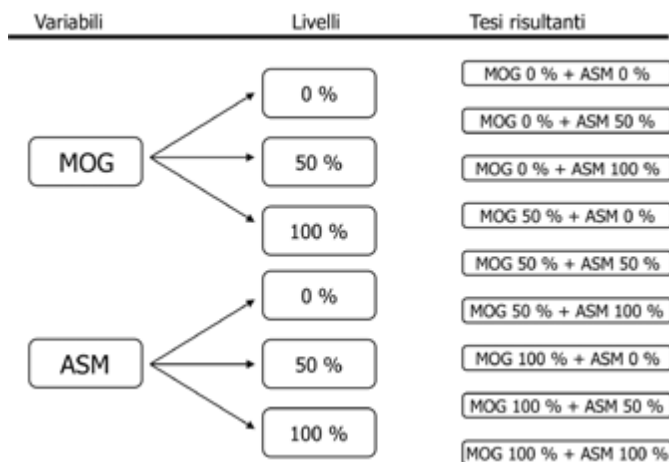 Variabili
Livelli
Tesi risultanti
MOG
0 %
50 %
100 %
ASM
0 %
50 %
100 %
MOG 0 % + ASM 0 %
MOG 0 % + ASM 50 %
MOG 0 % + ASM 100 %
MOG 50 % + ASM 0 %
MOG 50 % + ASM 50 %
MOG 50 % + ASM 100 %
MOG 100 % + ASM 0 %
MOG 100 % + ASM 50 %
MOG 100 % + ASM 100 %